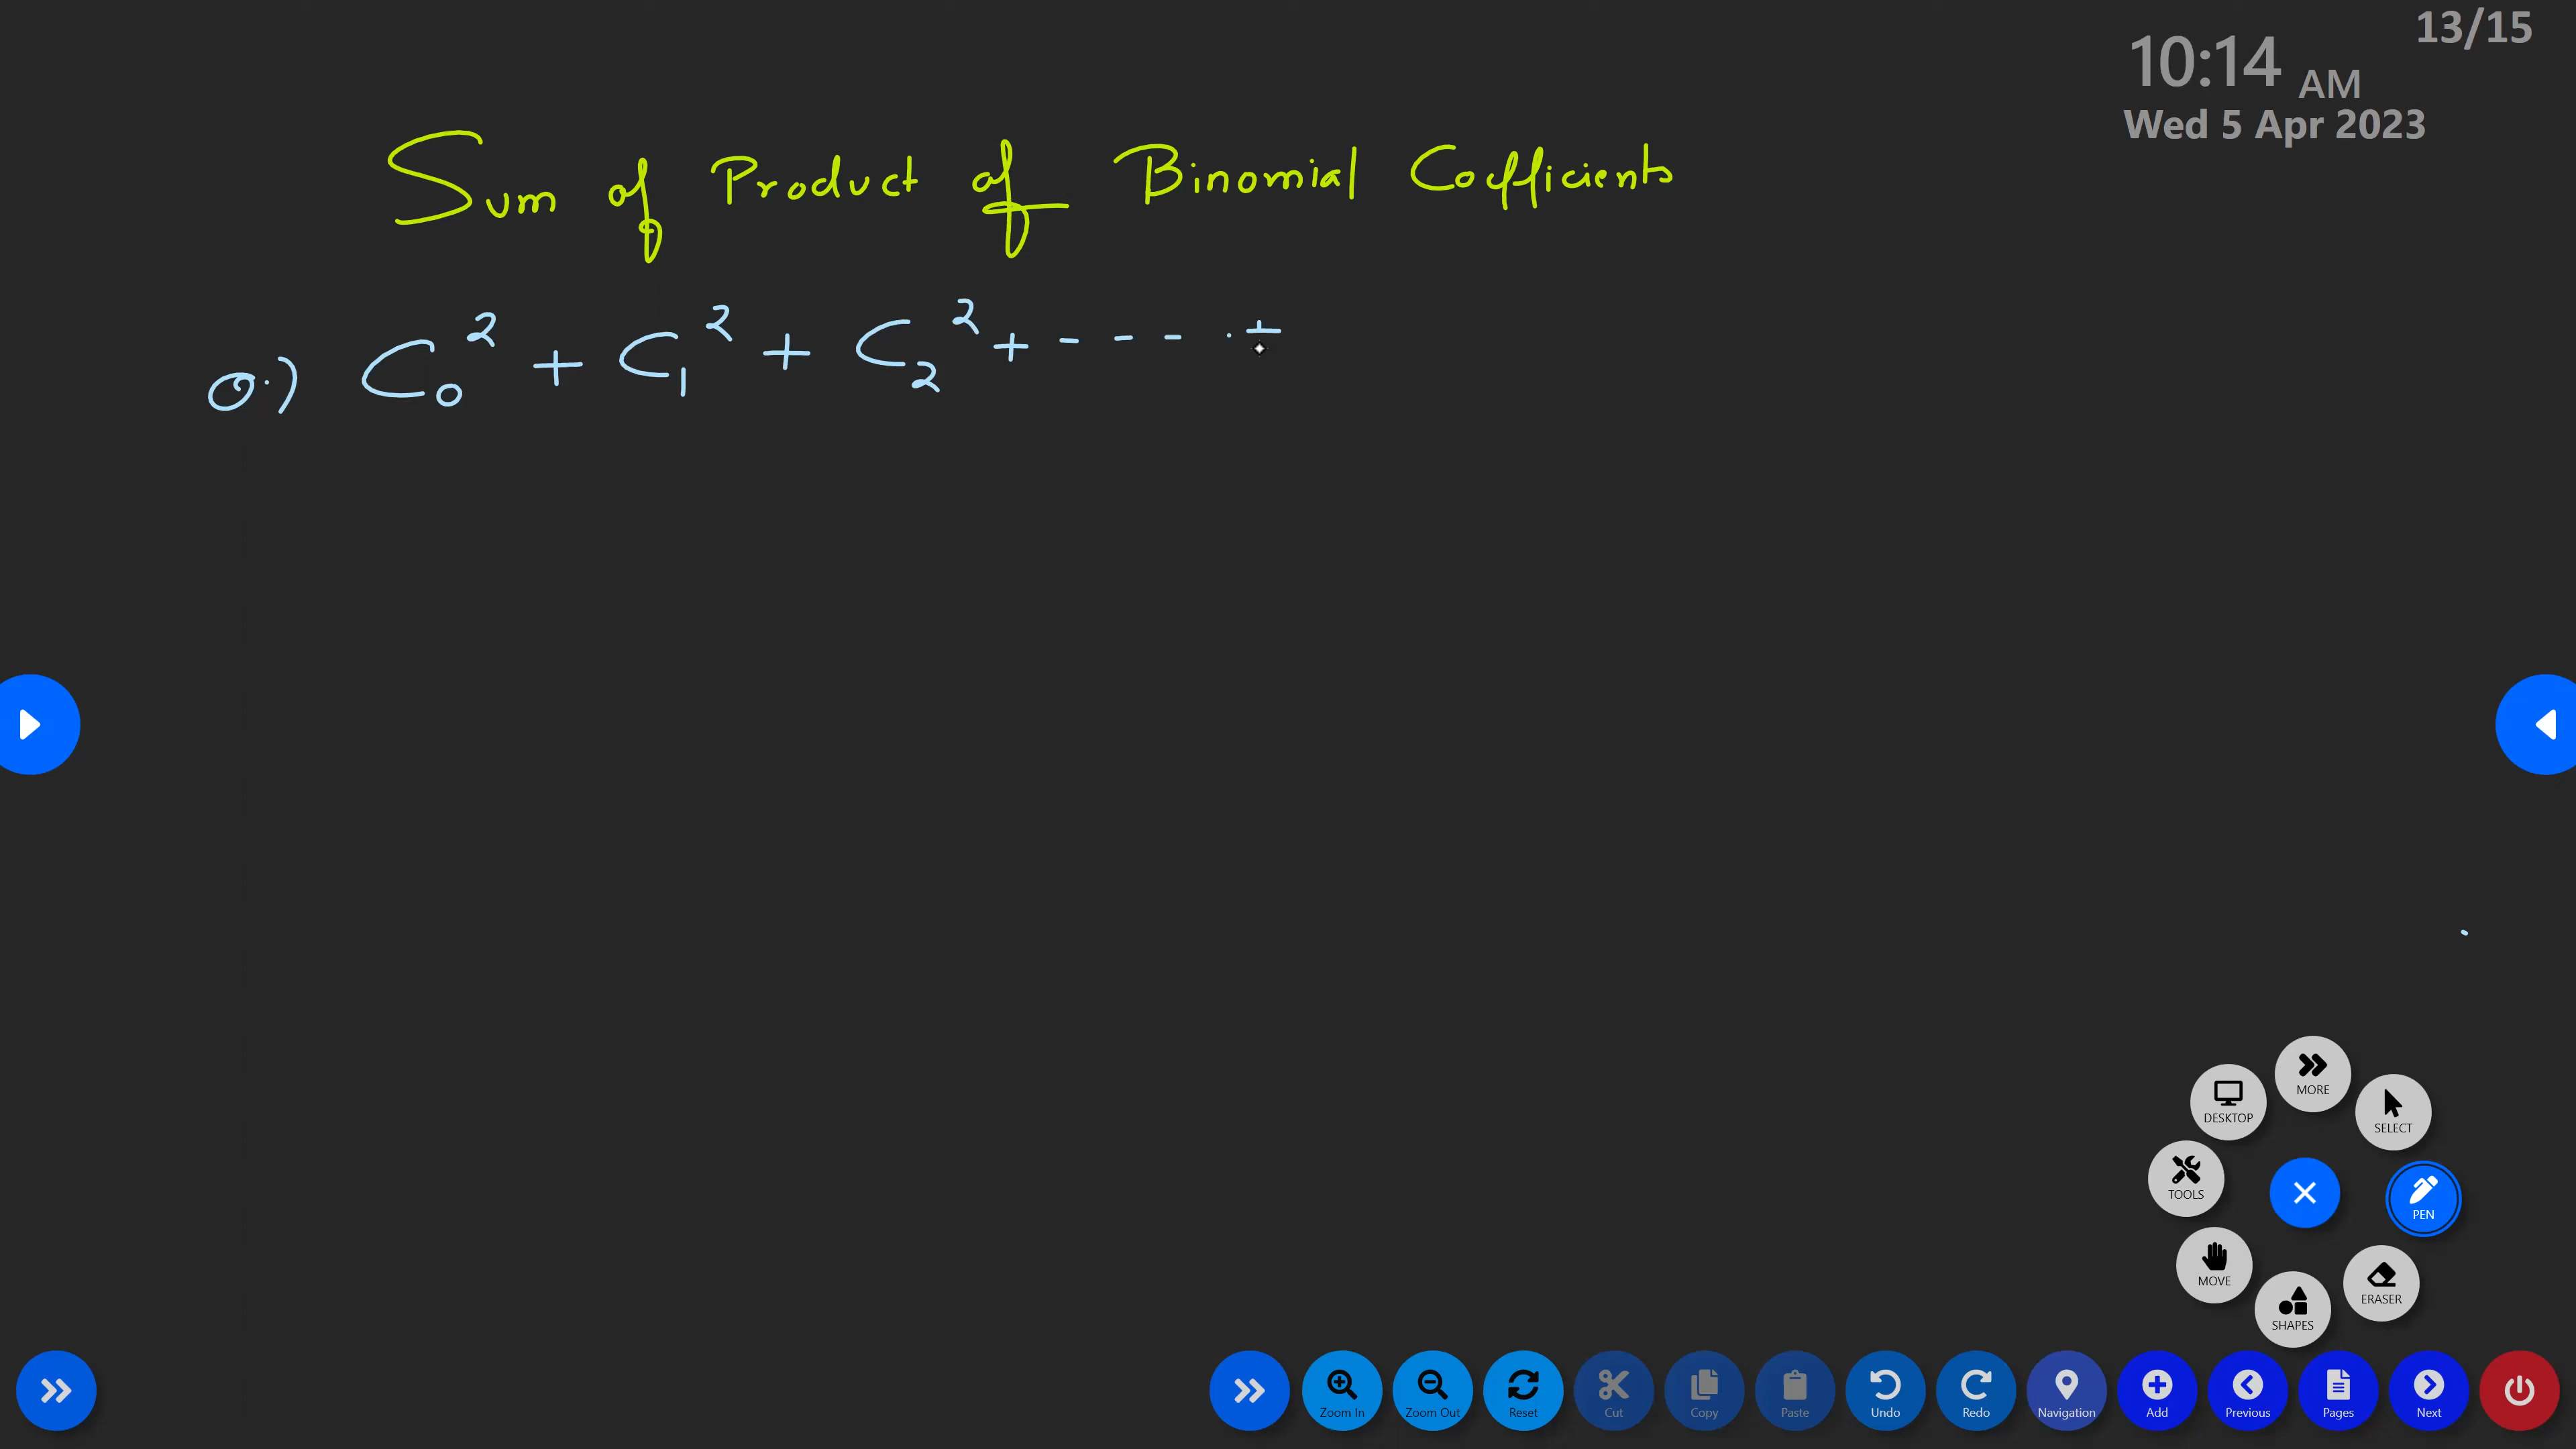 13/15
10:14 AM
Wed 5 Apr 2023
Sum of Product of Binomial Cofficients
Q.) C₀² + C₁² + C₂² + - - - . +
MORE
DESKTOP
SELECT
TOOLS
PEN
MOVE
ERASER
SHAPES
Zoom In Zoom Out Reset Cut Copy Paste Undo Redo Navigation Add Previous Pages Next